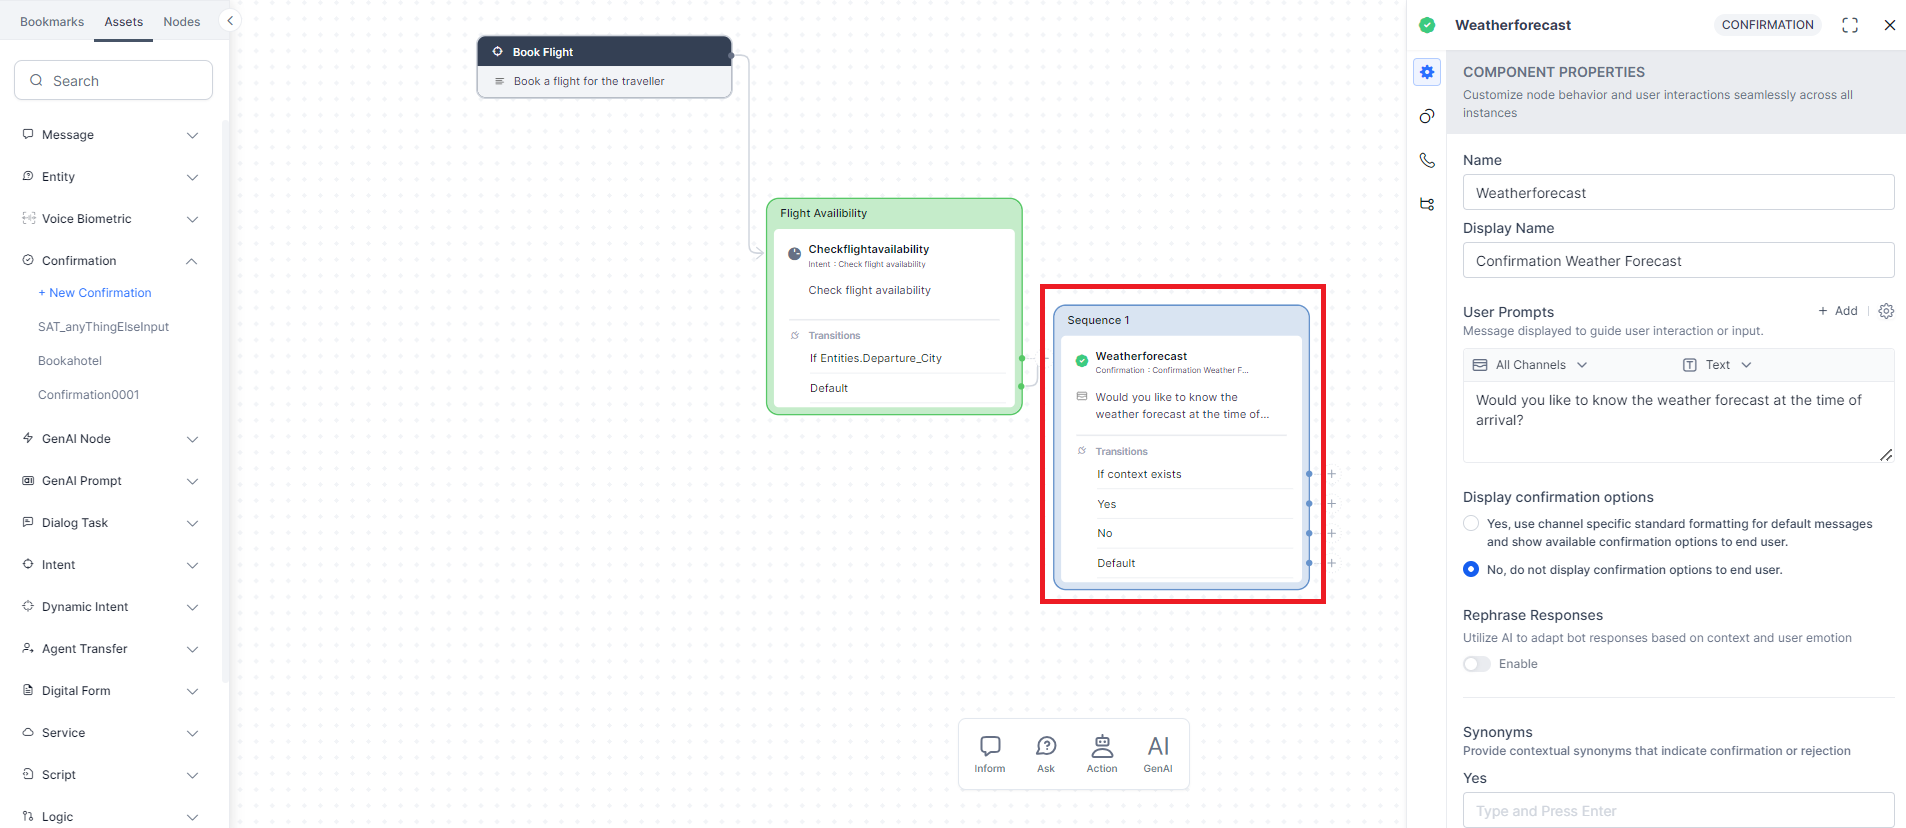 Bookmarks Assets Nodes
Search
Message
Entity
Voice Biometric
Confirmation
+ New Confirmation
SAT_anyThingElseInput
Bookahotel
Confirmation0001
GenAI Node
GenAI Prompt
Dialog Task
Intent
Dynamic Intent
Agent Transfer
Digital Form
Service
Script
Logic
Book Flight
Book a flight for the traveller
Flight Availibility
Checkflightavailability
Intent : Check flight availability
Check flight availability
Transitions
If Entities.Departure_City
Default
Sequence 1
Weatherforecast
Confirmation : Confirmation Weather F...
Would you like to know the
weather forecast at the time of...
Transitions
If context exists
Yes
No
Default
Inform Ask Action GenAI
AI
Weatherforecast CONFIRMATION
COMPONENT PROPERTIES
Customize node behavior and user interactions seamlessly across all
instances
Name
Weatherforecast
Display Name
Confirmation Weather Forecast
User Prompts + Add
Message displayed to guide user interaction or input.
All Channels Text
Would you like to know the weather forecast at the time of
arrival?
Display confirmation options
Yes, use channel specific standard formatting for default messages
and show available confirmation options to end user.
No, do not display confirmation options to end user.
Rephrase Responses
Utilize AI to adapt bot responses based on context and user emotion
Enable
Synonyms
Provide contextual synonyms that indicate confirmation or rejection
Yes
Type and Press Enter